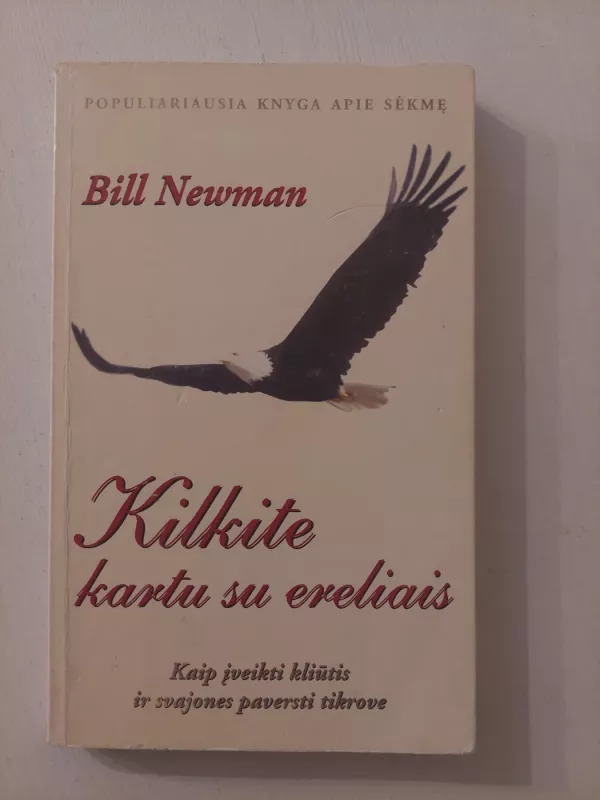 POPULIARIAUSIA KNYGA APIE SĖKMĘ
Bill Newman
Kilkite
kartu su ereliais
Kaip įveikti kliūtis
ir svajones paversti tikrove